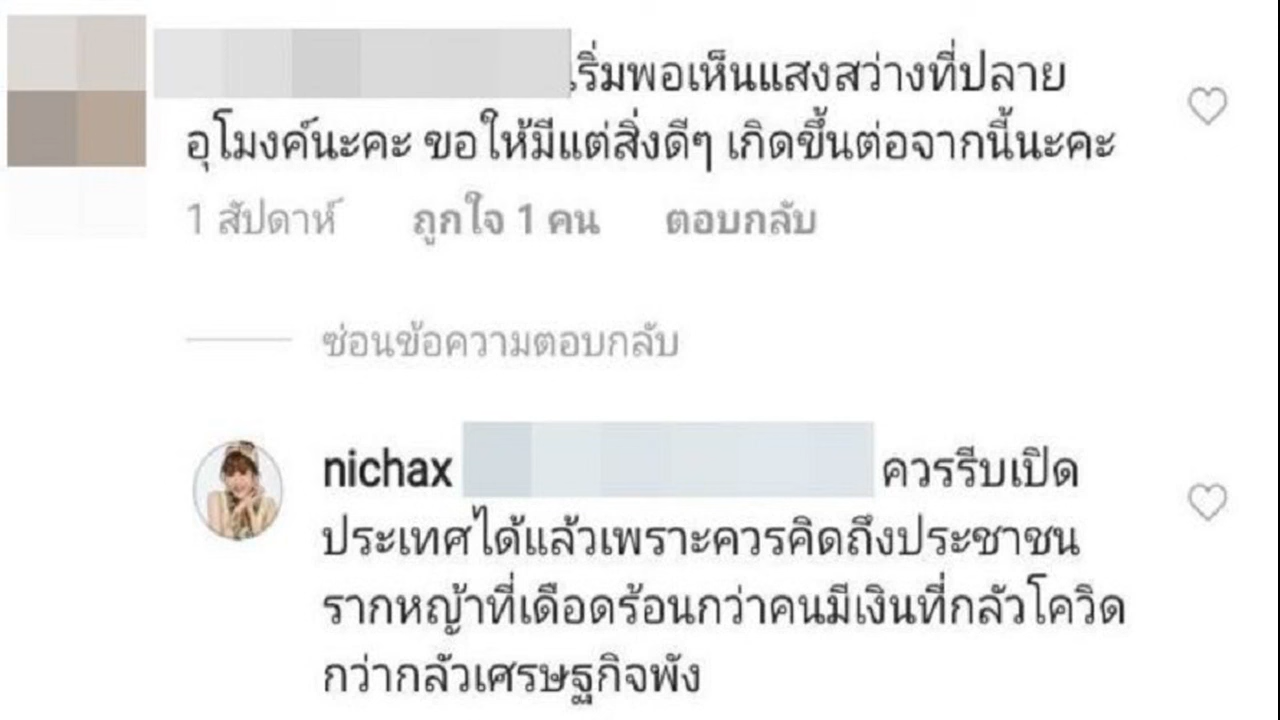 เริ่มพอเห็นแสงสว่างที่ปลาย
อุโมงค์นะคะ ขอให้มีแต่สิ่งดีๆ เกิดขึ้นต่อจากนี้นะคะ
1 สัปดาห์ ถูกใจ 1 คน ตอบกลับ
ซ่อนข้อความตอบกลับ
nichax ควรรีบเปิด
ประเทศได้แล้วเพราะควรคิดถึงประชาชน
รากหญ้าที่เดือดร้อนกว่าคนมีเงินที่กลัวโควิด
กว่ากลัวเศรษฐกิจพัง